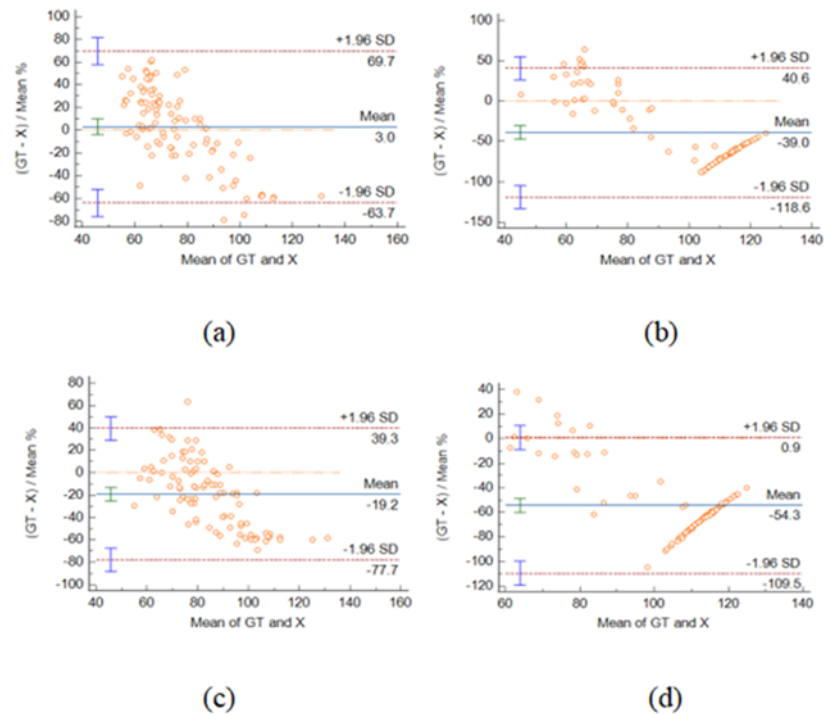 100
80
60
40
20
0
-20
-40
-60
-80
(GT - X) / Mean %
+1.96 SD
69.7
Mean
3.0
-1.96 SD
-63.7
40 60 80 100 120 140 160
Mean of GT and X
(a)
100
50
0
-50
-100
-150
(GT - X) / Mean %
+1.96 SD
40.6
Mean
-39.0
-1.96 SD
-118.6
40 60 80 100 120 140
Mean of GT and X
(b)
80
60
40
20
0
-20
-40
-60
-80
-100
(GT - X) / Mean %
+1.96 SD
39.3
Mean
-19.2
-1.96 SD
-77.7
40 60 80 100 120 140 160
Mean of GT and X
(c)
40
20
0
-20
-40
-60
-80
-100
-120
(GT - X) / Mean %
+1.96 SD
0.9
Mean
-54.3
-1.96 SD
-109.5
60 80 100 120 140
Mean of GT and X
(d)